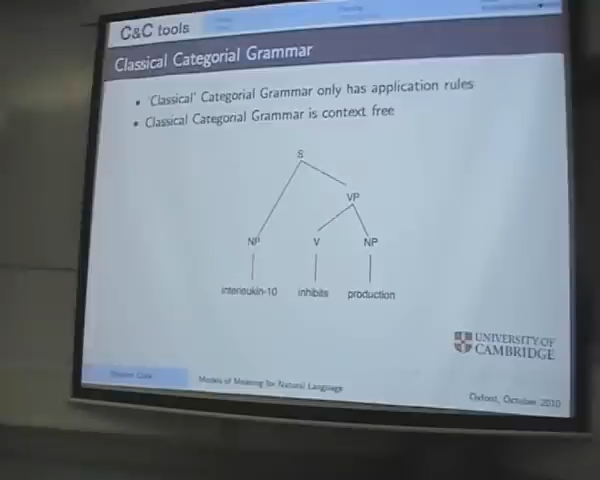 C&C tools
Classical Categorial Grammar
'Classical' Categorial Grammar only has application rules
Classical Categorial Grammar is context free
S
VP
NP V NP
interleukin-10 inhibits production
UNIVERSITY OF
CAMBRIDGE
Models of Meaning for Natural Language
Oxford, October 2010